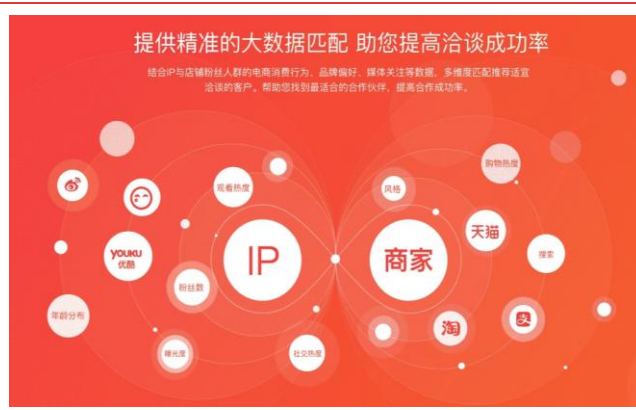 提供精准的大数据匹配 助您提高洽谈成功率
结合IP与店铺粉丝人群的电商消费行为、品牌偏好、媒体关注等数据，多维度匹配推荐适宜
洽谈的客户。帮助您找到最适合的合作伙伴，提高合作成功率。
购物热度
观看热度
风格
YOUKU
优酷
IP
商家
天猫
搜索
粉丝数
年龄分布
淘
支
曝光度
社交热度